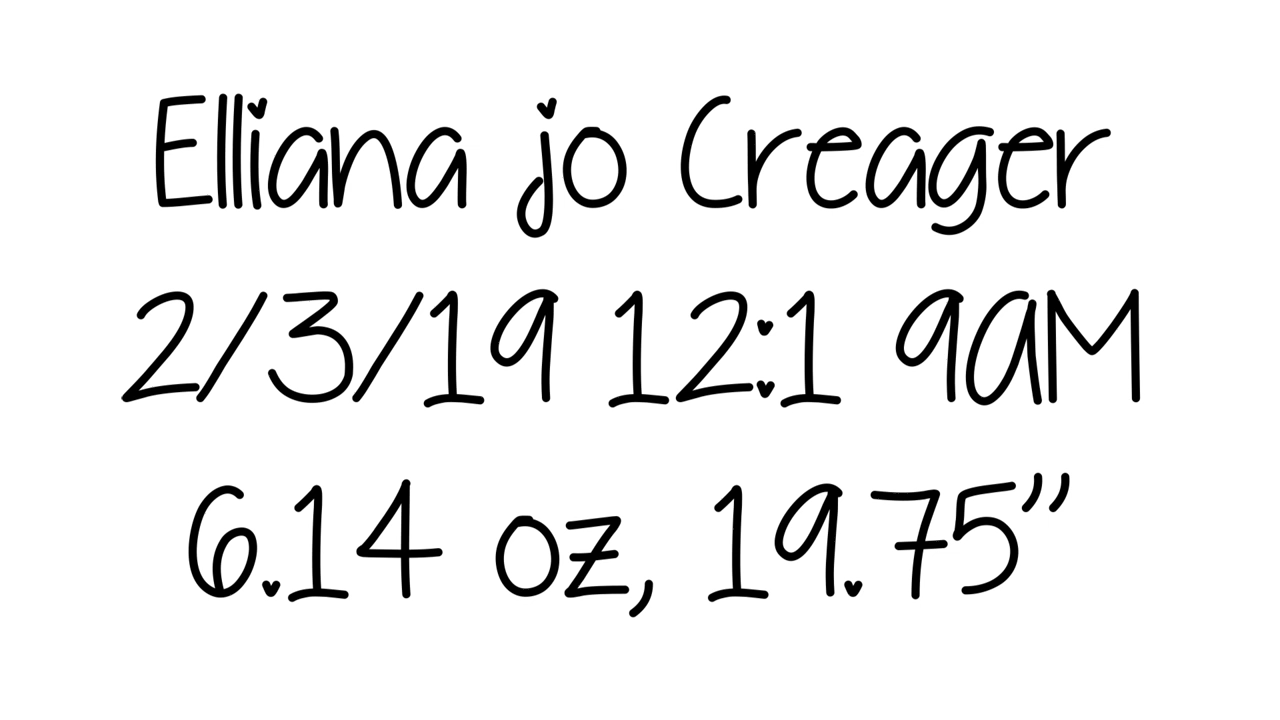 Elliana jo Creager
2/3/19 12:1 9AM
6.14 oz, 19.75”